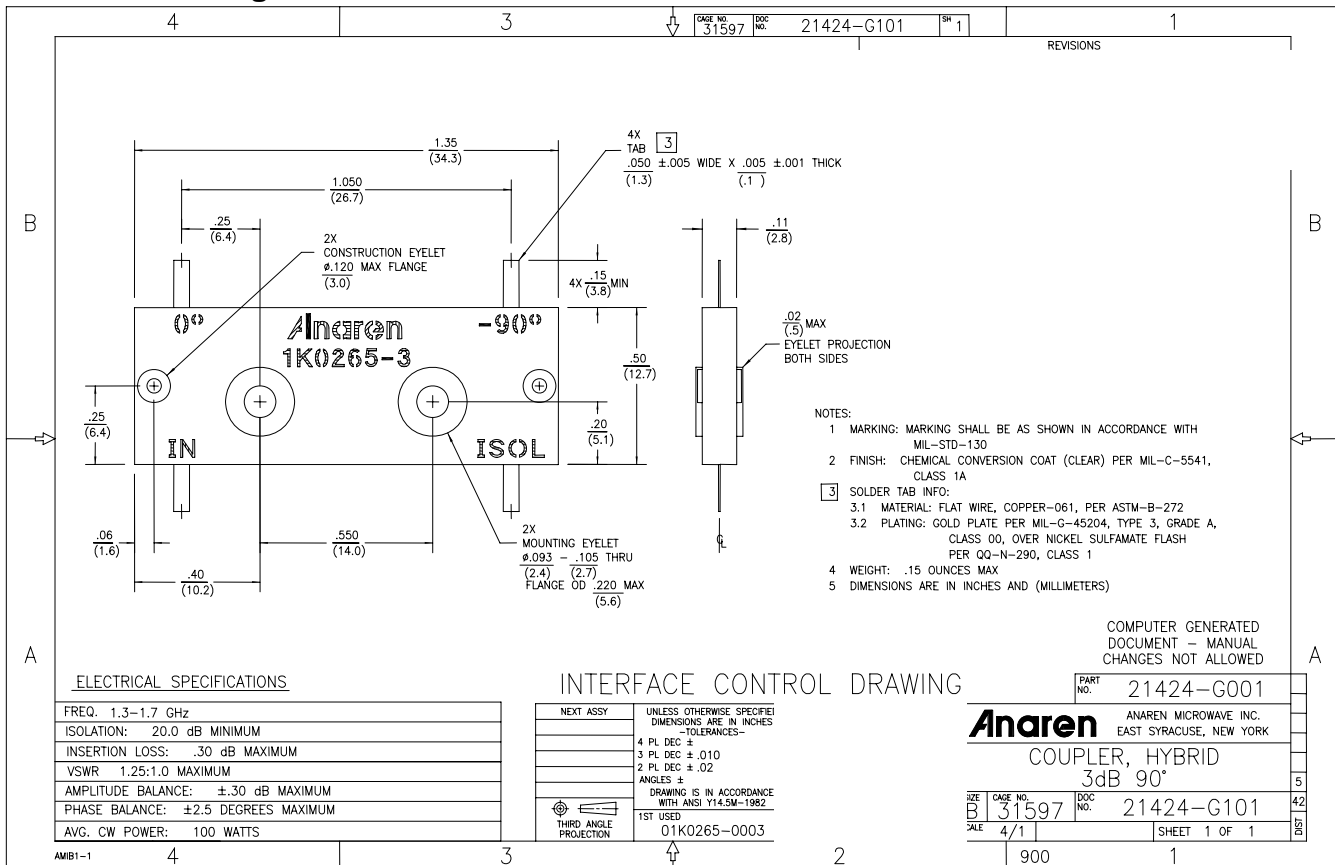 4
3
1
CAGE NO. 31597
DOC NO. 21424-G101
SH 1
REVISIONS
B
B
1.35
(34.3)
1.050
(26.7)
.25
(6.4)
2X
CONSTRUCTION EYELET
ø.120 MAX FLANGE
(3.0)
4X
TAB 3
.050 ±.005 WIDE X .005 ±.001 THICK
(1.3) (.1 )
.11
(2.8)
4X .15 MIN
(3.8)
0°
Anaren
-90°
1K0265-3
.02 MAX
(.5)
EYELET PROJECTION
BOTH SIDES
.50
(12.7)
.25
(6.4)
.20
(5.1)
IN
ISOL
.06
(1.6)
.550
(14.0)
.40
(10.2)
2X
MOUNTING EYELET
ø.093 - .105 THRU
(2.4) (2.7)
FLANGE OD .220 MAX
(5.6)
CL
NOTES:
1 MARKING: MARKING SHALL BE AS SHOWN IN ACCORDANCE WITH
MIL-STD-130
2 FINISH: CHEMICAL CONVERSION COAT (CLEAR) PER MIL-C-5541,
CLASS 1A
3 SOLDER TAB INFO:
3.1 MATERIAL: FLAT WIRE, COPPER-061, PER ASTM-B-272
3.2 PLATING: GOLD PLATE PER MIL-G-45204, TYPE 3, GRADE A,
CLASS 00, OVER NICKEL SULFAMATE FLASH
PER QQ-N-290, CLASS 1
4 WEIGHT: .15 OUNCES MAX
5 DIMENSIONS ARE IN INCHES AND (MILLIMETERS)
COMPUTER GENERATED
DOCUMENT - MANUAL
CHANGES NOT ALLOWED
A
A
ELECTRICAL SPECIFICATIONS
FREQ. 1.3-1.7 GHz
ISOLATION: 20.0 dB MINIMUM
INSERTION LOSS: .30 dB MAXIMUM
VSWR 1.25:1.0 MAXIMUM
AMPLITUDE BALANCE: ±.30 dB MAXIMUM
PHASE BALANCE: ±2.5 DEGREES MAXIMUM
AVG. CW POWER: 100 WATTS
INTERFACE CONTROL DRAWING
NEXT ASSY
THIRD ANGLE
PROJECTION
UNLESS OTHERWISE SPECIFIE
DIMENSIONS ARE IN INCHES
-TOLERANCES-
4 PL DEC ±
3 PL DEC ± .010
2 PL DEC ± .02
ANGLES ±
DRAWING IS IN ACCORDANCE
WITH ANSI Y14.5M-1982
1ST USED
01K0265-0003
PART NO. 21424-G001
Anaren
ANAREN MICROWAVE INC.
EAST SYRACUSE, NEW YORK
COUPLER, HYBRID
3dB 90°
SIZE B
CAGE NO. 31597
DOC NO. 21424-G101
SCALE 4/1
SHEET 1 OF 1
5
42
DIST
AMIB1-1
4
3
2
900
1